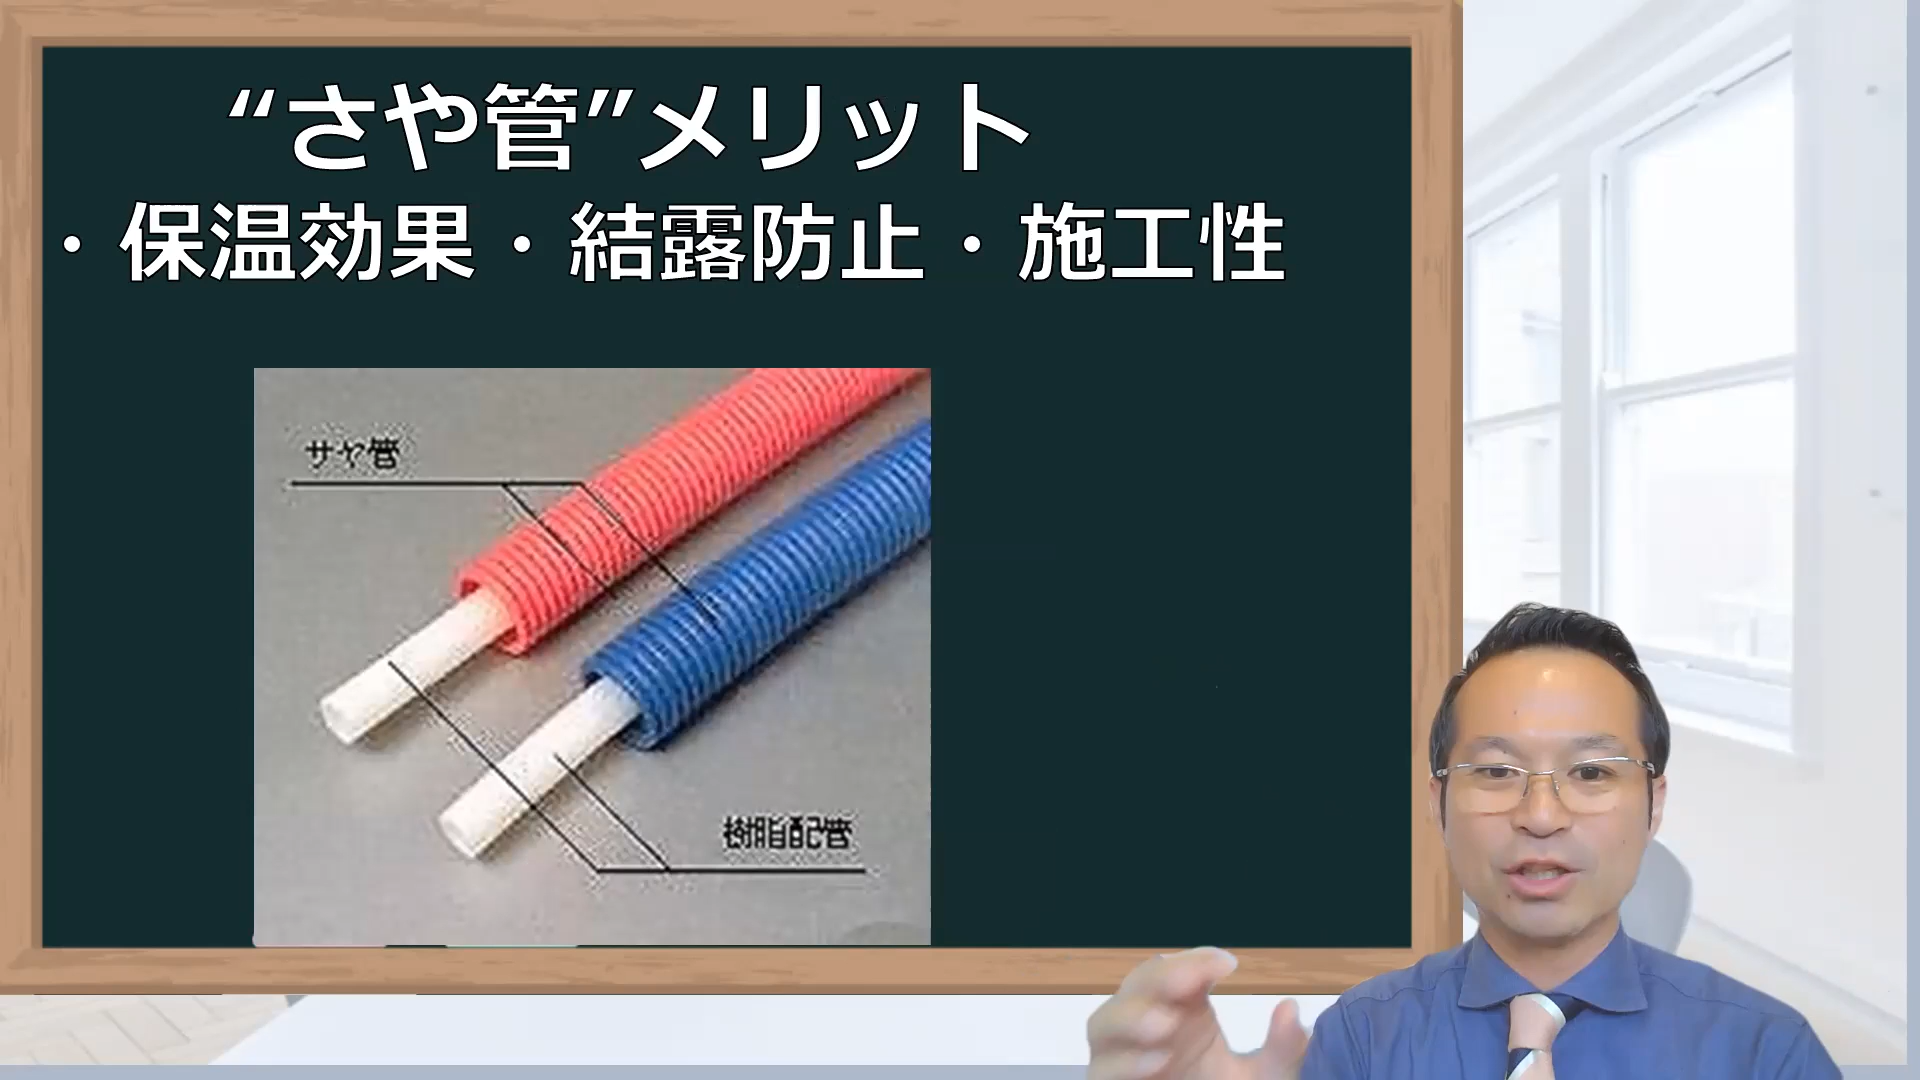 “さや管”メリット
・保温効果・結露防止・施工性
サヤ管
樹脂配管